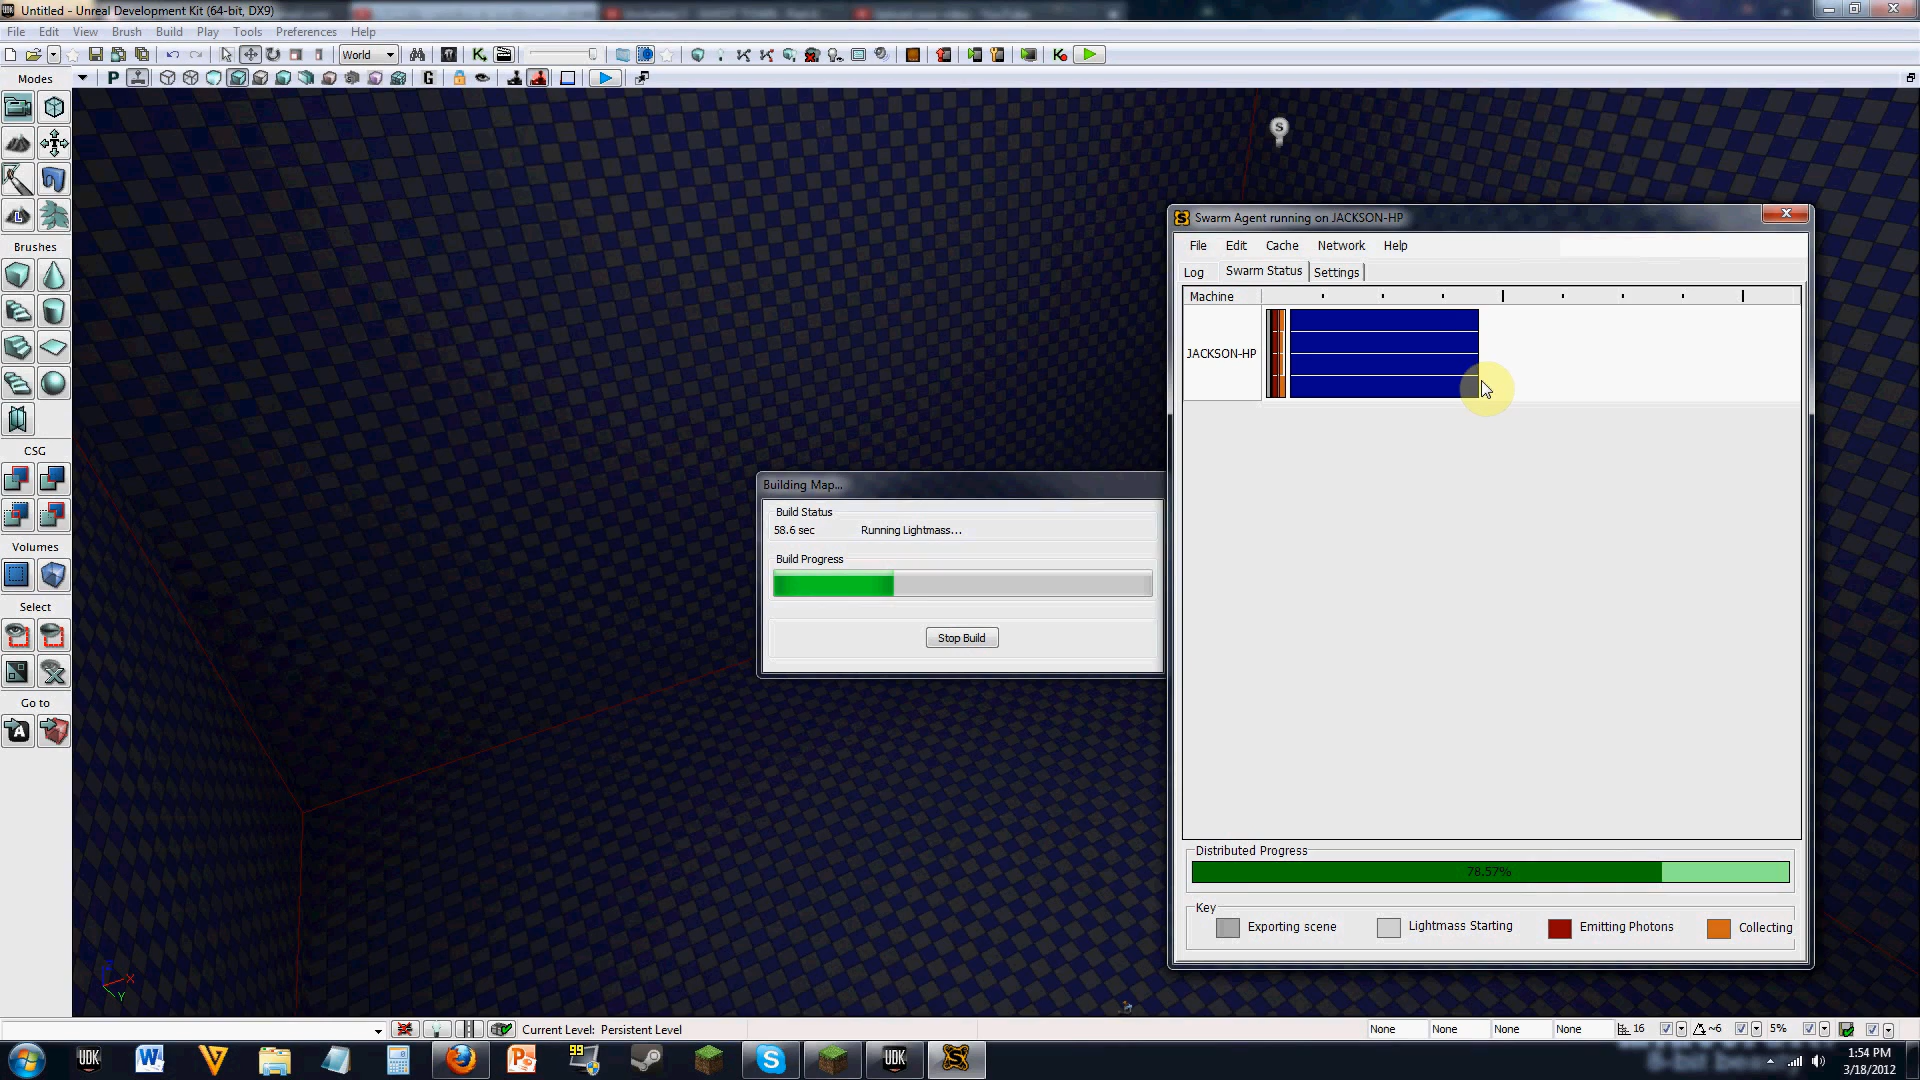 Untitled - Unreal Development Kit (64-bit, DX9)
File Edit View Brush Build Play Tools Preferences Help
World
Modes
P
G
Brushes
CSG
Volumes
Select
Go to
Swarm Agent running on JACKSON-HP
File Edit Cache Network Help
Log Swarm Status Settings
Machine
JACKSON-HP
Building Map...
Build Status
58.6 sec Running Lightmass...
Build Progress
Stop Build
Distributed Progress
78.57%
Key
Exporting scene Lightmass Starting Emitting Photons Collecting
X
Y
Current Level: Persistent Level
None None None None 16 ~6 5%
UDK
99
UDK
1:54 PM
3/18/2012